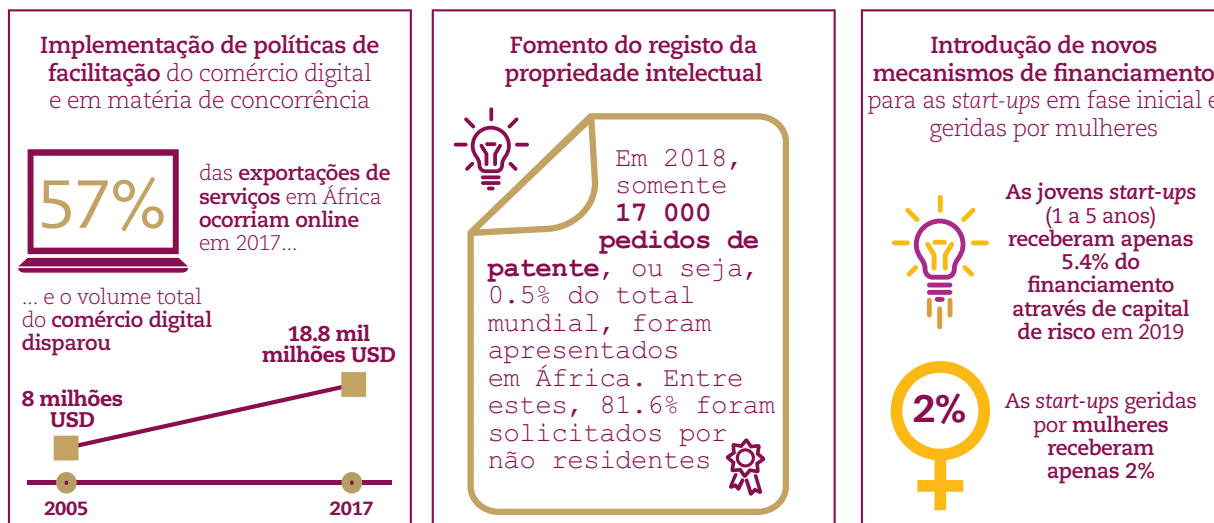 Implementação de políticas de
facilitação do comércio digital
e em matéria de concorrência
57%
das exportações de
serviços em África
ocorriam online
em 2017...
... e o volume total
do comércio digital
disparou
18.8 mil
milhões USD
8 milhões
USD
2005
2017
Fomento do registo da
propriedade intelectual
Em 2018,
somente
17 000
pedidos de
patente, ou seja,
0.5% do total
mundial, foram
apresentados
em África. Entre
estes, 81.6% foram
solicitados por
não residentes
Introdução de novos
mecanismos de financiamento
para as start-ups em fase inicial e
geridas por mulheres
As jovens start-ups
(1 a 5 anos)
receberam apenas
5.4% do
financiamento
através de capital
de risco em 2019
2%
As start-ups geridas
por mulheres
receberam
apenas 2%